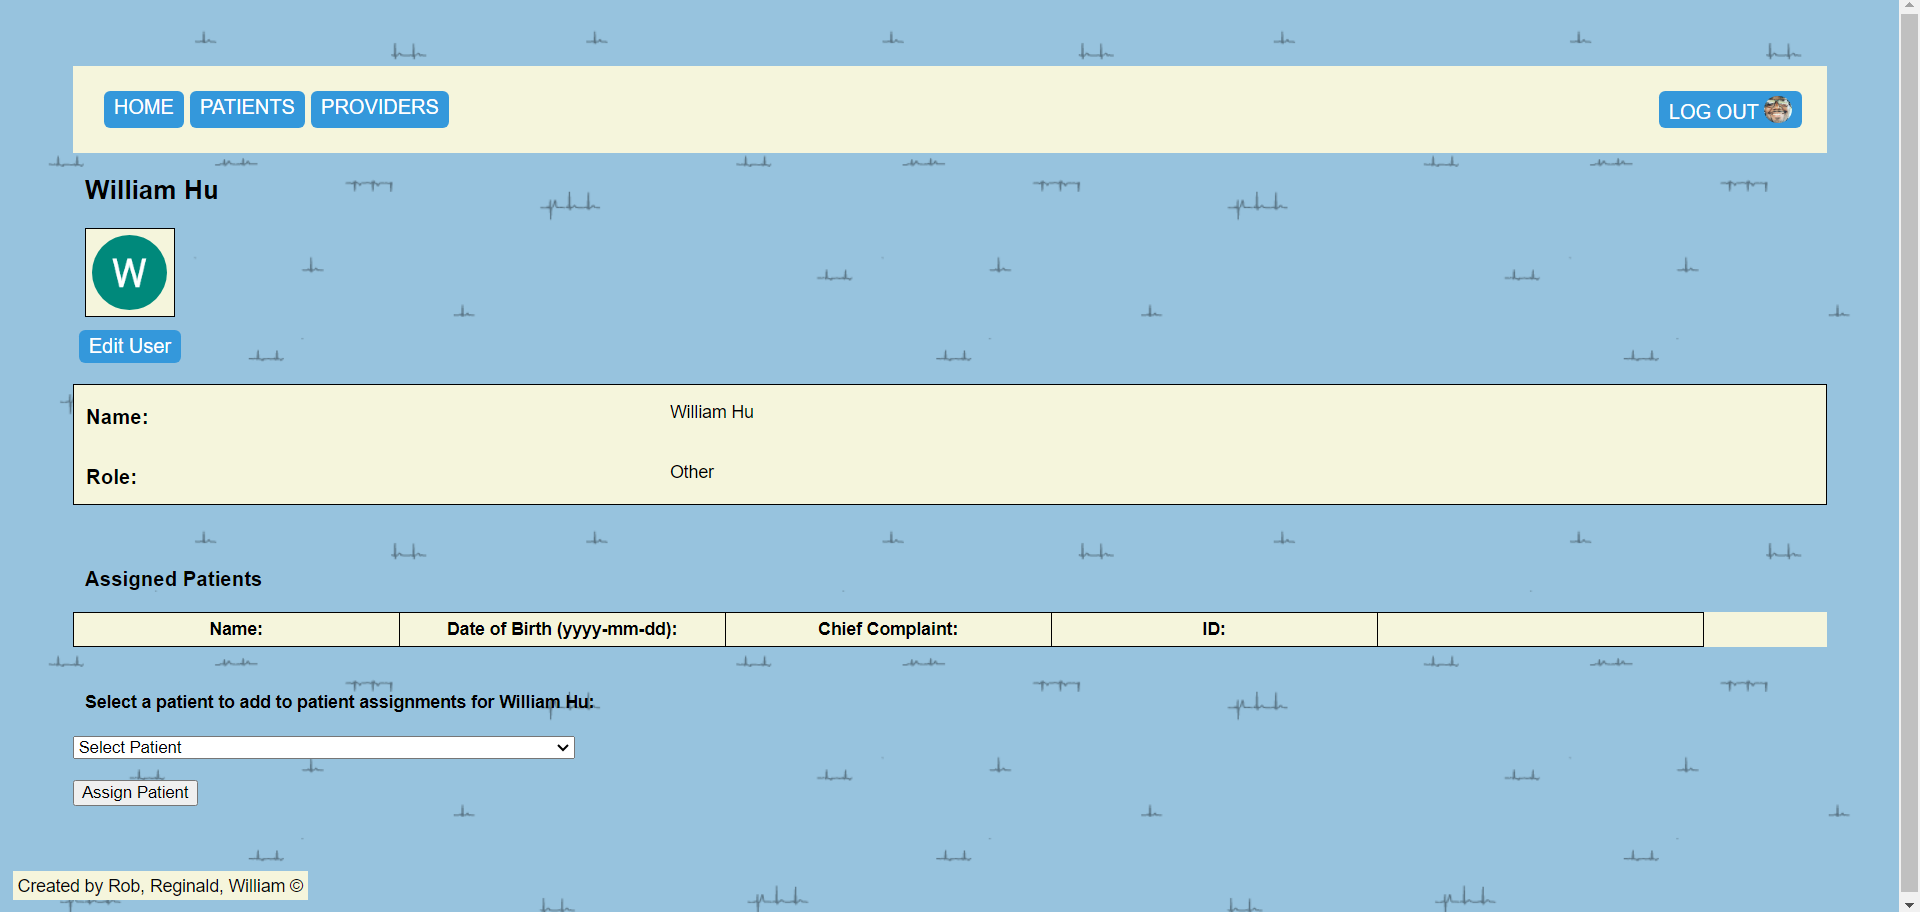 HOME PATIENTS PROVIDERS LOG OUT
William Hu
W
Edit User
Name: William Hu
Role: Other
Assigned Patients
Name: Date of Birth (yyyy-mm-dd): Chief Complaint: ID:
Select a patient to add to patient assignments for William Hu:
Select Patient
Assign Patient
Created by Rob, Reginald, William ©